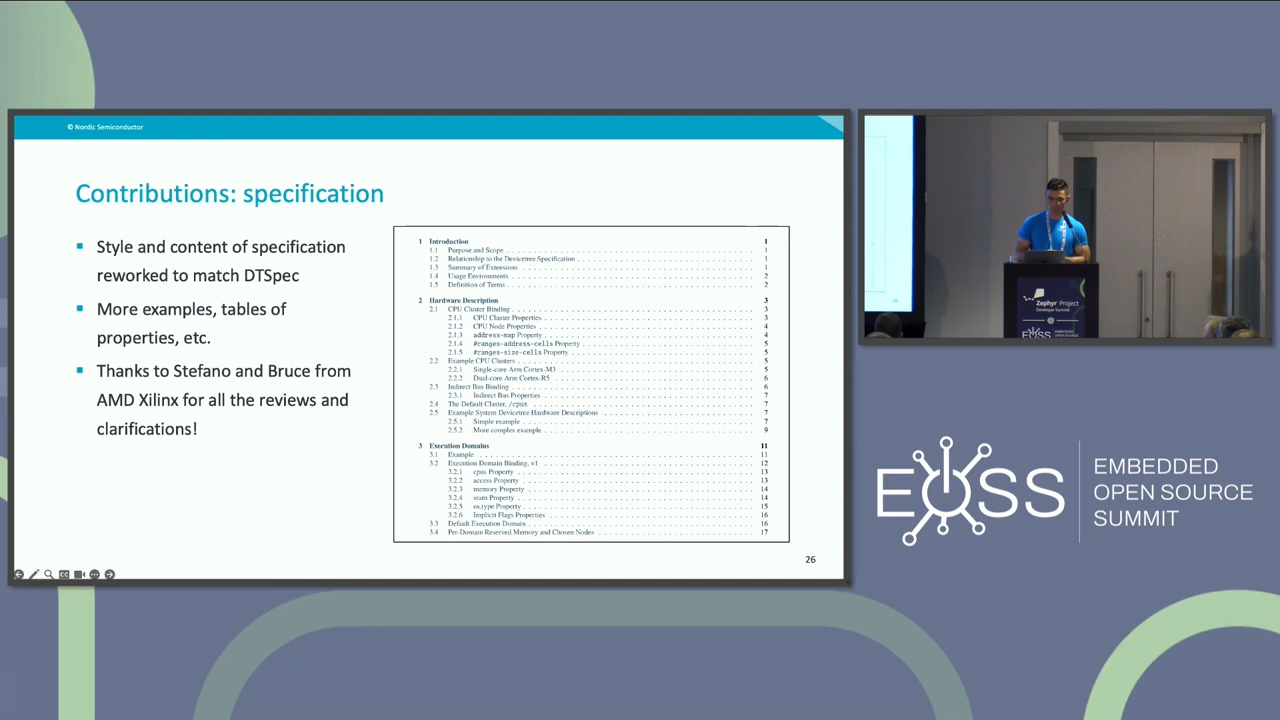 © Nordic Semiconductor
Contributions: specification
▪ Style and content of specification
reworked to match DTSpec
▪ More examples, tables of
properties, etc.
▪ Thanks to Stefano and Bruce from
AMD Xilinx for all the reviews and
clarifications!
1 Introduction 1
1.1 Purpose and Scope 1
1.2 Relationship to the Devicetree Specification 1
1.3 Summary of Extensions 1
1.4 Usage Environments 2
1.5 Definition of Terms 2
2 Hardware Description 3
2.1 CPU Cluster Binding 3
2.1.1 CPU Cluster Properties 3
2.1.2 CPU Node Properties 4
2.1.3 address-map Property 4
2.1.4 #ranges-address-cells Property 5
2.1.5 #ranges-size-cells Property 5
2.2 Example CPU Clusters 5
2.2.1 Single-core Arm Cortex-M3 5
2.2.2 Dual-core Arm Cortex-R5 6
2.3 Indirect Bus Binding 6
2.3.1 Indirect Bus Properties 7
2.4 The Default Cluster, /cpus 7
2.5 Example System Devicetree Hardware Descriptions 7
2.5.1 Simple example 7
2.5.2 More complex example 9
3 Execution Domains 11
3.1 Example 11
3.2 Execution Domain Binding, v1 12
3.2.1 cpus Property 13
3.2.2 access Property 13
3.2.3 memory Property 14
3.2.4 sram Property 14
3.2.5 os,type Property 15
3.2.6 Implicit Flags Properties 16
3.3 Default Execution Domain 16
3.4 Per-Domain Reserved Memory and Chosen Nodes 17
26
Zephyr Project
Developer Summit
EOSS
EOSS
EMBEDDED
OPEN SOURCE
SUMMIT